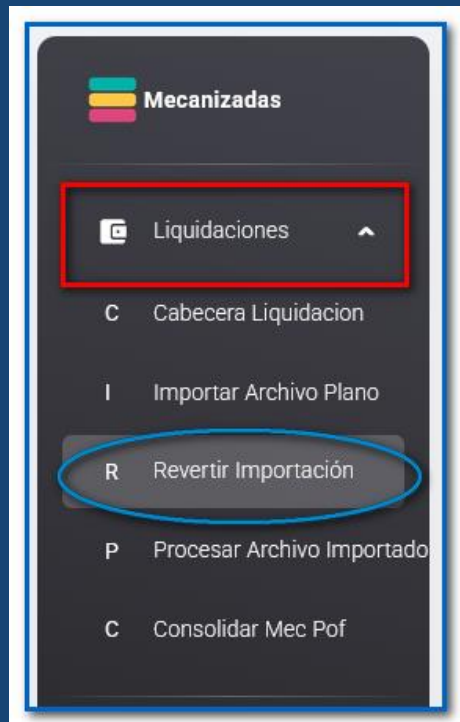 Mecanizadas
Liquidaciones
C Cabecera Liquidacion
I Importar Archivo Plano
R Revertir Importación
P Procesar Archivo Importado
C Consolidar Mec Pof